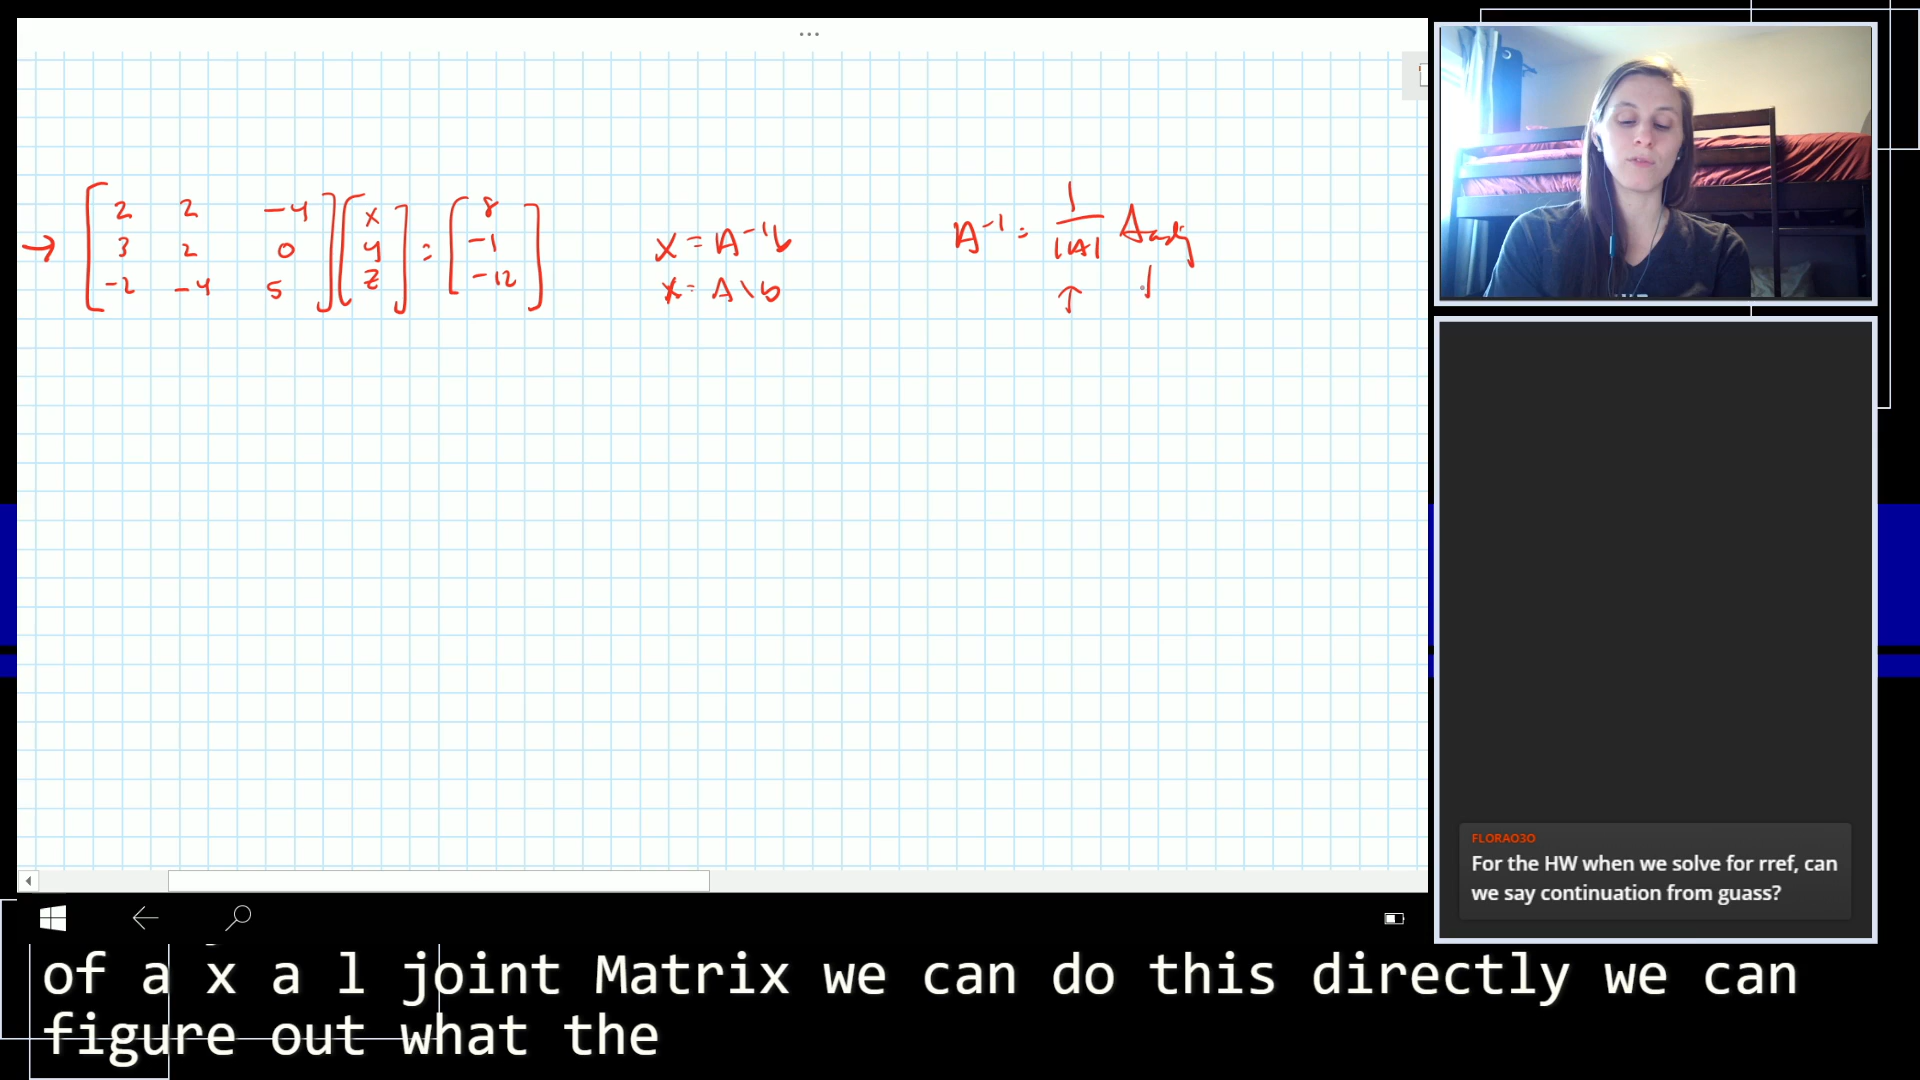 ...
2 2 -4 x 8
→ 3 2 0 y = -1
-2 -4 5 z -12
x = A⁻¹b
x = A\b
A⁻¹ = 1/|A| Aadj
↑ ↓
FLORAO3O
For the HW when we solve for rref, can
we say continuation from guass?
of a x a l joint Matrix we can do this directly we can
figure out what the